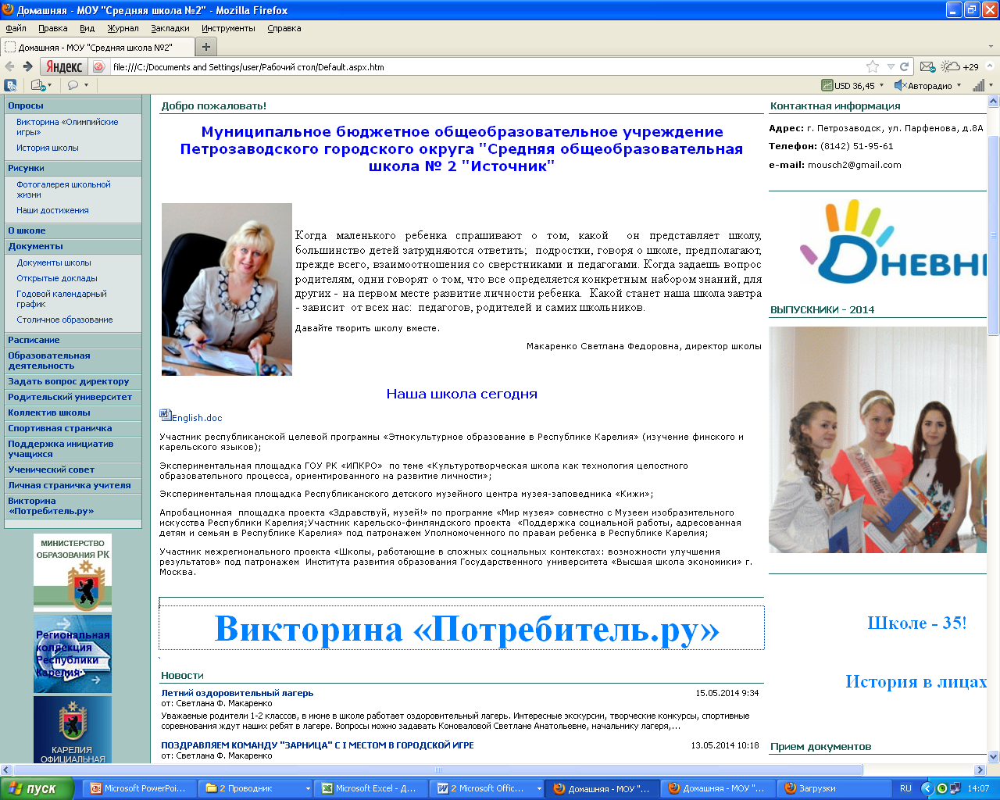 Домашняя - МОУ "Средняя школа №2" - Mozilla Firefox
Файл Правка Вид Журнал Закладки Инструменты Справка
Домашняя - МОУ "Средняя школа №2"
Яндекс file:///C:/Documents and Settings/user/Рабочий стол/Default.aspx.htm +29
USD 36,45 Авторадио
Опросы
Викторина «Олимпийские
игры»
История школы
Рисунки
Фотогалерея школьной
жизни
Наши достижения
О школе
Документы
Документы школы
Открытые доклады
Годовой календарный
график
Столичное образование
Расписание
Образовательная
деятельность
Задать вопрос директору
Родительский университет
Коллектив школы
Спортивная страничка
Поддержка инициатив
учащихся
Ученический совет
Личная страничка учителя
Викторина
«Потребитель.ру»
МИНИСТЕРСТВО
ОБРАЗОВАНИЯ РК
Региональная
коллекция
Республики
Карелия
КАРЕЛИЯ
ОФИЦИАЛЬНАЯ
Добро пожаловать!
Муниципальное бюджетное общеобразовательное учреждение
Петрозаводского городского округа "Средняя общеобразовательная
школа № 2 "Источник"
Когда маленького ребенка спрашивают о том, какой он представляет школу,
большинство детей затрудняются ответить; подростки, говоря о школе, предполагают,
прежде всего, взаимоотношения со сверстниками и педагогами. Когда задаешь вопрос
родителям, одни говорят о том, что все определяется конкретным набором знаний, для
других - на первом месте развитие личности ребенка. Какой станет наша школа завтра
- зависит от всех нас: педагогов, родителей и самих школьников.
Давайте творить школу вместе.
Макаренко Светлана Федоровна, директор школы
Наша школа сегодня
English.doc
Участник республиканской целевой программы «Этнокультурное образование в Республике Карелия» (изучение финского и
карельского языков);
Экспериментальная площадка ГОУ РК «ИПКРО» по теме «Культуротворческая школа как технология целостного
образовательного процесса, ориентированного на развитие личности»;
Экспериментальная площадка Республиканского детского музейного центра музея-заповедника «Кижи»;
Апробационная площадка проекта «Здравствуй, музей!» по программе «Мир музея» совместно с Музеем изобразительного
искусства Республики Карелия;Участник карельско-финляндского проекта «Поддержка социальной работы, адресованная
детям и семьям в Республике Карелия» под патронажем Уполномоченного по правам ребенка в Республике Карелия;
Участник межрегионального проекта «Школы, работающие в сложных социальных контекстах: возможности улучшения
результатов» под патронажем Института развития образования Государственного университета «Высшая школа экономики» г.
Москва.
Викторина «Потребитель.ру»
Новости
Летний оздоровительный лагерь 15.05.2014 9:34
от: Светлана Ф. Макаренко
Уважаемые родители 1-2 классов, в июне в школе работает оздоровительный лагерь. Интересные экскурсии, творческие конкурсы, спортивные
соревнования ждут наших ребят в лагере. Вопросы можно задавать Коноваловой Светлане Анатольевне, начальнику лагеря,...
ПОЗДРАВЛЯЕМ КОМАНДУ "ЗАРНИЦА" С I МЕСТОМ В ГОРОДСКОЙ ИГРЕ 13.05.2014 10:18
от: Светлана Ф. Макаренко
Контактная информация
Адрес: г. Петрозаводск, ул. Парфенова, д.8А
Телефон: (8142) 51-95-61
e-mail: mousch2@gmail.com
ДНЕВНИ
ВЫПУСКНИКИ - 2014
Школе - 35!
История в лицах
Прием документов
пуск Microsoft PowerPoi... 2 Проводник Microsoft Excel - Д... 2 Microsoft Offic... Домашняя - МОУ "... Домашняя - МОУ "... Загрузки RU 14:07